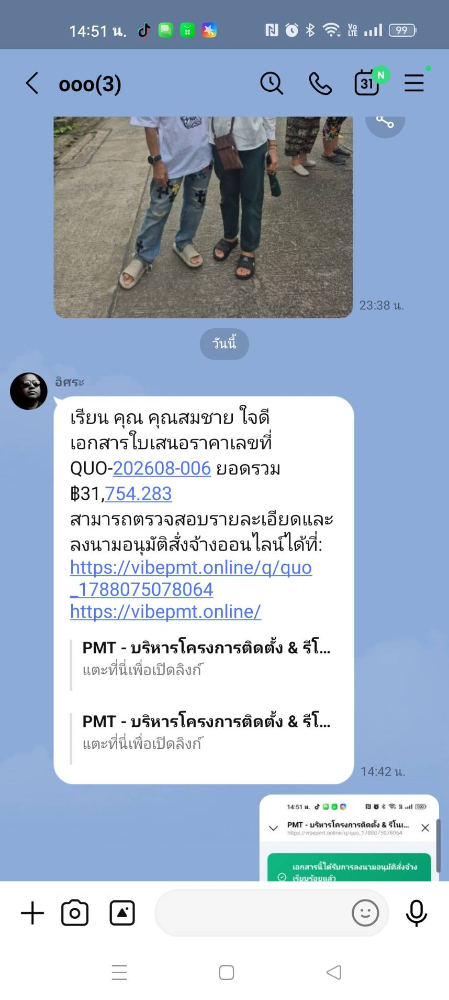 14:51 น.
VO LTE
99
ooo(3)
31
N
23:38 น.
วันนี้
อิศระ
เรียน คุณ คุณสมชาย ใจดี
เอกสารใบเสนอราคาเลขที่
QUO-202608-006 ยอดรวม
฿31,754.283
สามารถตรวจสอบรายละเอียดและ
ลงนามอนุมัติสั่งจ้างออนไลน์ได้ที่:
https://vibepmt.online/q/quo
_1788075078064
https://vibepmt.online/
PMT - บริหารโครงการติดตั้ง & รีโ...
แตะที่นี่เพื่อเปิดลิงก์
PMT - บริหารโครงการติดตั้ง & รีโ...
แตะที่นี่เพื่อเปิดลิงก์
14:42 น.
14:51 น.
100
PMT - บริหารโครงการติดตั้ง & รีโนเ...
https://vibepmt.online/q/quo_1788075078064
เอกสารนี้ได้รับการลงนามอนุมัติสั่งจ้าง
เรียบร้อยแล้ว